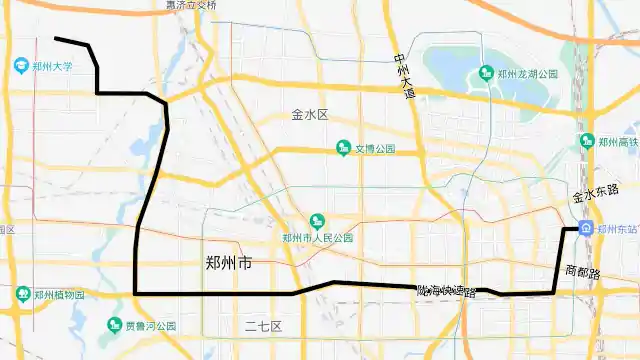 惠济立交桥
郑州大学
中州大道
郑州龙湖公园
金水区
文博公园
郑州高铁
金水东路
郑州市人民公园
郑州东站
园区
郑州市
商都路
郑州植物园
陇海快速路
贾鲁河公园
二七区